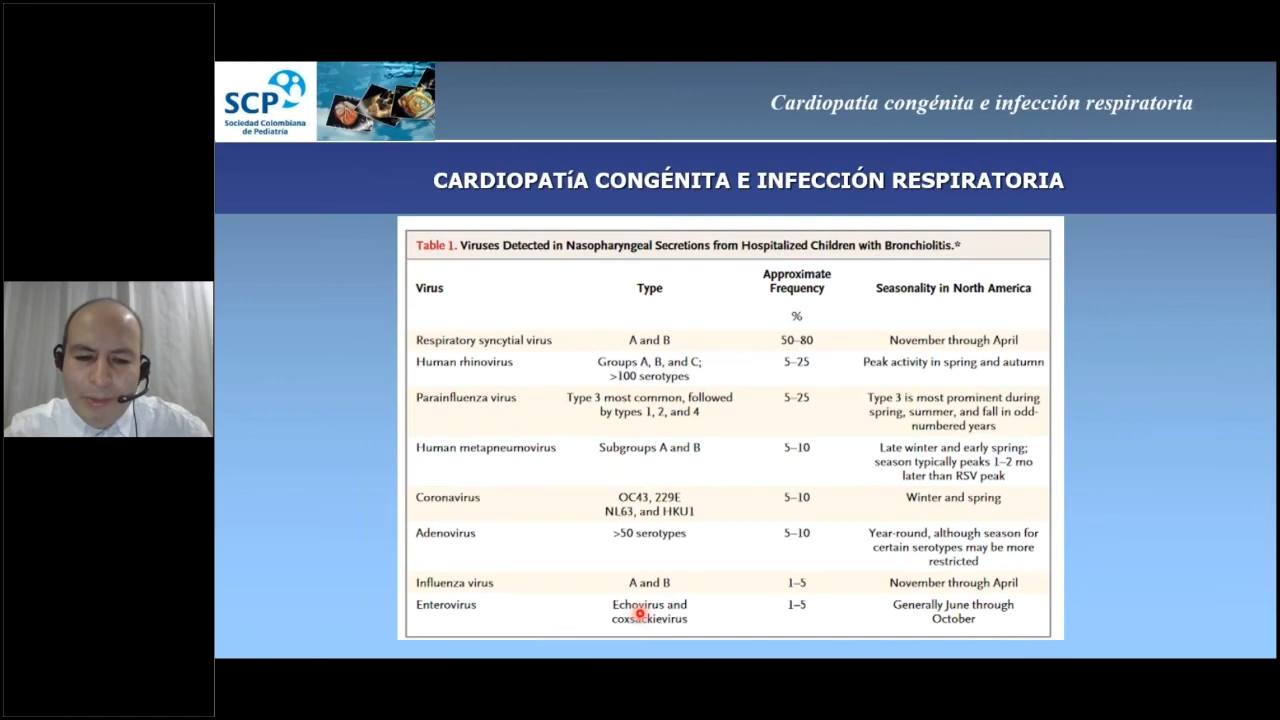 SCP
Sociedad Colombiana
de Pediatría
Cardiopatía congénita e infección respiratoria
CARDIOPATíA CONGÉNITA E INFECCIÓN RESPIRATORIA
Table 1. Viruses Detected in Nasopharyngeal Secretions from Hospitalized Children with Bronchiolitis.*
Virus Type Approximate Frequency Seasonality in North America
%
Respiratory syncytial virus A and B 50–80 November through April
Human rhinovirus Groups A, B, and C; 5–25 Peak activity in spring and autumn
>100 serotypes
Parainfluenza virus Type 3 most common, followed 5–25 Type 3 is most prominent during
by types 1, 2, and 4 spring, summer, and fall in odd-
numbered years
Human metapneumovirus Subgroups A and B 5–10 Late winter and early spring;
season typically peaks 1–2 mo
later than RSV peak
Coronavirus OC43, 229E 5–10 Winter and spring
NL63, and HKU1
Adenovirus >50 serotypes 5–10 Year-round, although season for
certain serotypes may be more
restricted
Influenza virus A and B 1–5 November through April
Enterovirus Echovirus and 1–5 Generally June through
coxsackievirus October